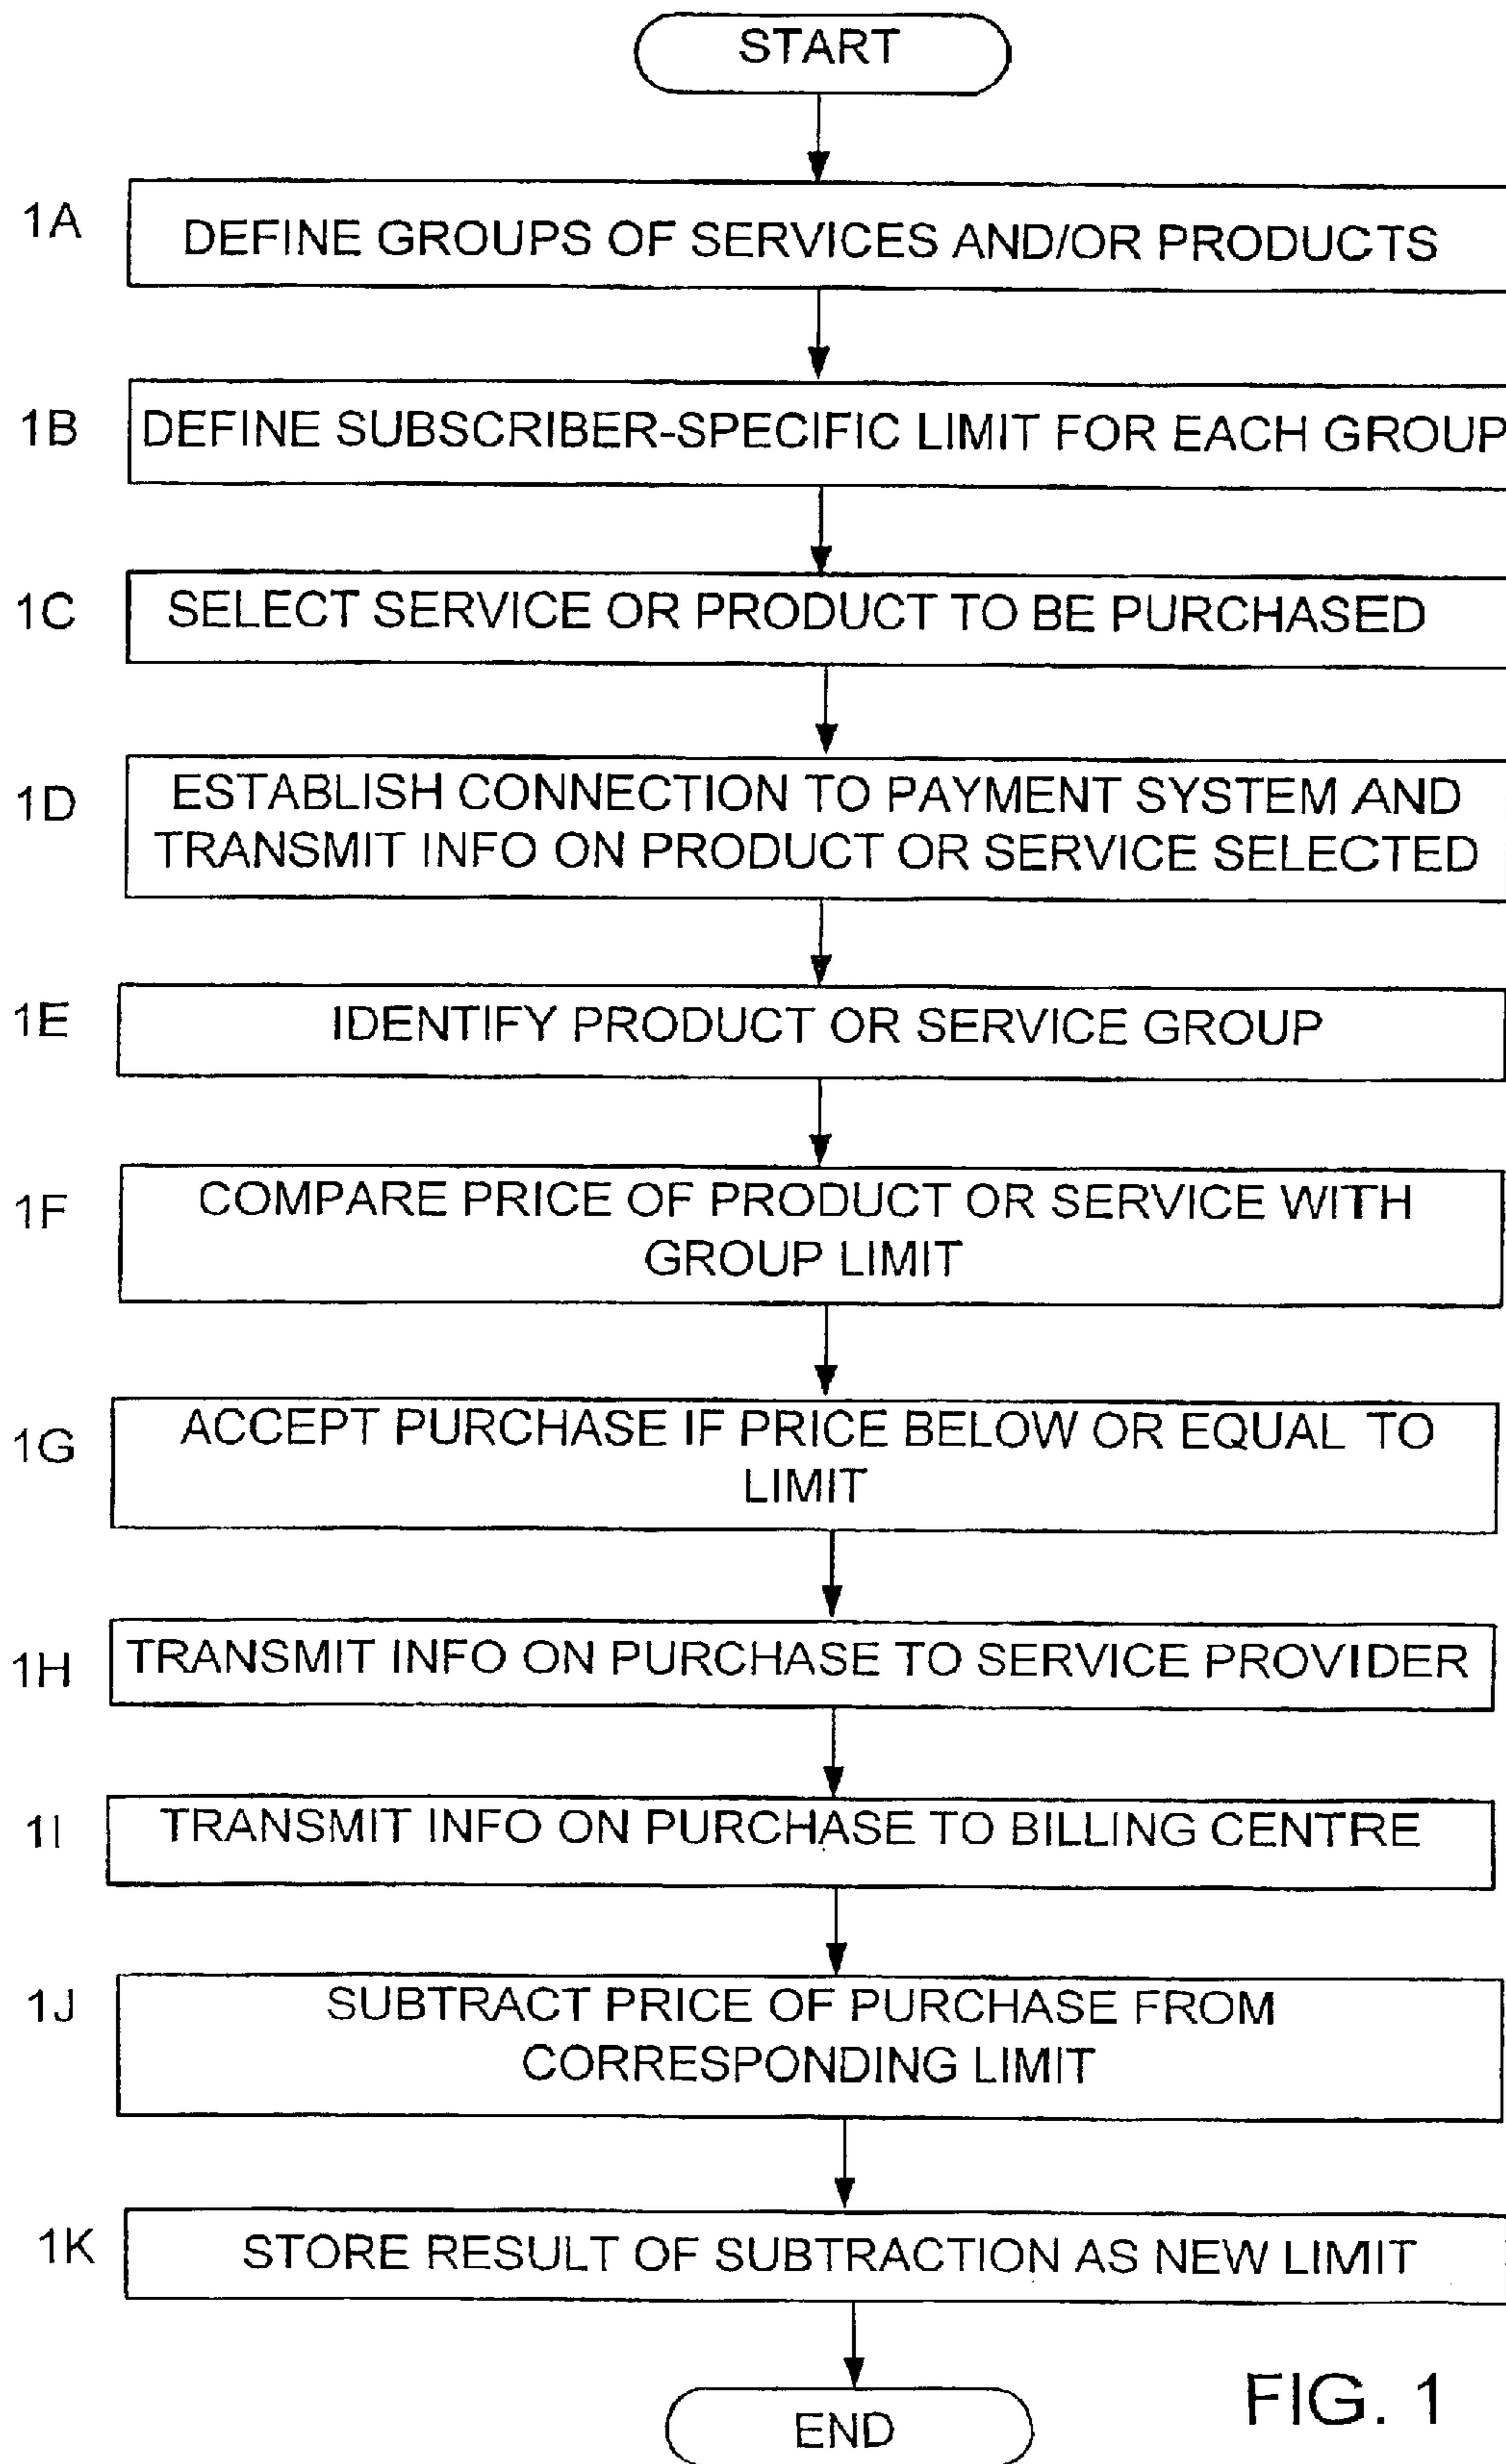 START
1A
DEFINE GROUPS OF SERVICES AND/OR PRODUCTS
1B
DEFINE SUBSCRIBER-SPECIFIC LIMIT FOR EACH GROUP
1C
SELECT SERVICE OR PRODUCT TO BE PURCHASED
1D
ESTABLISH CONNECTION TO PAYMENT SYSTEM AND
TRANSMIT INFO ON PRODUCT OR SERVICE SELECTED
1E
IDENTIFY PRODUCT OR SERVICE GROUP
1F
COMPARE PRICE OF PRODUCT OR SERVICE WITH
GROUP LIMIT
1G
ACCEPT PURCHASE IF PRICE BELOW OR EQUAL TO
LIMIT
1H
TRANSMIT INFO ON PURCHASE TO SERVICE PROVIDER
1I
TRANSMIT INFO ON PURCHASE TO BILLING CENTRE
1J
SUBTRACT PRICE OF PURCHASE FROM
CORRESPONDING LIMIT
1K
STORE RESULT OF SUBTRACTION AS NEW LIMIT
END
FIG. 1